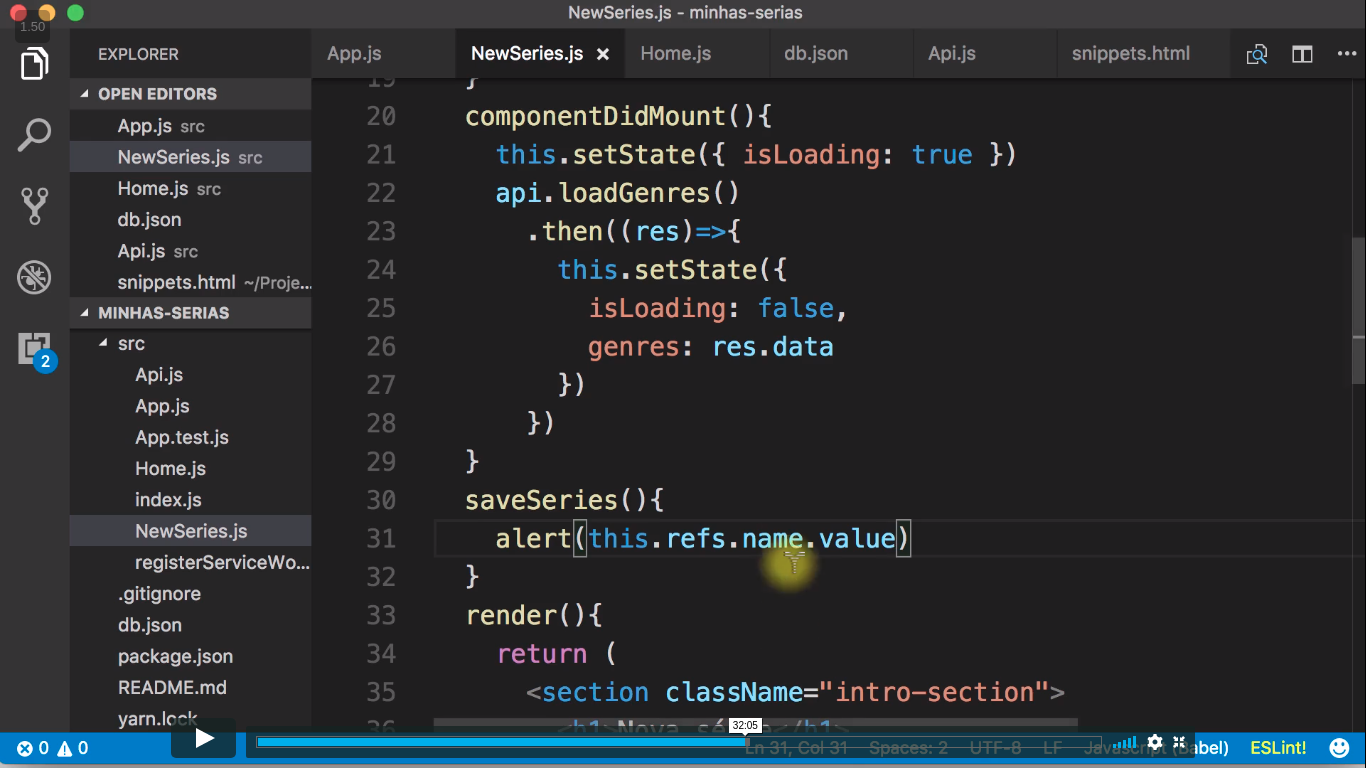 NewSeries.js - minhas-serias
1.50
EXPLORER
App.js NewSeries.js × Home.js db.json Api.js snippets.html ...
OPEN EDITORS
App.js src
NewSeries.js src
Home.js src
db.json
Api.js src
snippets.html ~/Proje...
MINHAS-SERIAS
src
Api.js
App.js
App.test.js
Home.js
index.js
NewSeries.js
registerServiceWo...
.gitignore
db.json
package.json
README.md
yarn.lock
2
19 }
20 componentDidMount(){
21 this.setState({ isLoading: true })
22 api.loadGenres()
23 .then((res)=>{
24 this.setState({
25 isLoading: false,
26 genres: res.data
27 })
28 })
29 }
30 saveSeries(){
31 alert(this.refs.name.value)
32 }
33 render(){
34 return (
35 <section className="intro-section">
36 <h1>Nova série</h1>
32:05
0 0 Ln 31, Col 31 Spaces: 2 UTF-8 LF Javascript (Babel) ESLint!